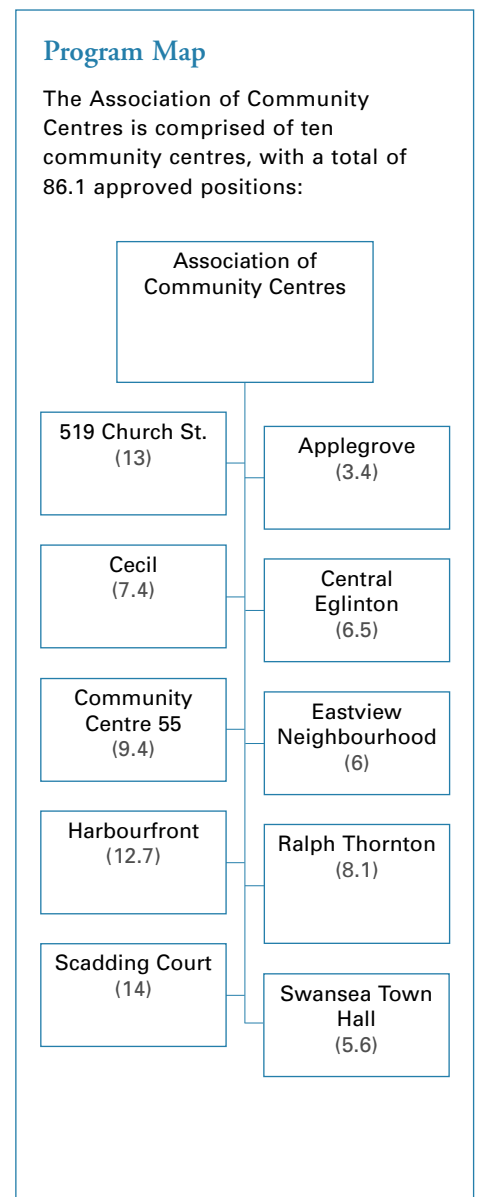 Program Map
The Association of Community
Centres is comprised of ten
community centres, with a total of
86.1 approved positions:
Association of
Community Centres
519 Church St.
(13)
Applegrove
(3.4)
Cecil
(7.4)
Central
Eglinton
(6.5)
Community
Centre 55
(9.4)
Eastview
Neighbourhood
(6)
Harbourfront
(12.7)
Ralph Thornton
(8.1)
Scadding Court
(14)
Swansea Town
Hall
(5.6)